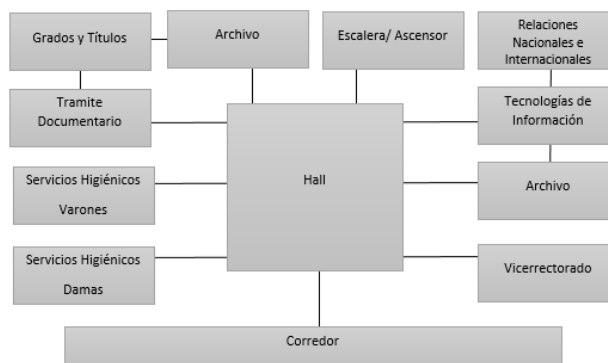 Grados y Títulos
Archivo
Escalera/ Ascensor
Relaciones
Nacionales e
Internacionales
Tramite
Documentario
Tecnologías de
Información
Hall
Servicios Higiénicos
Varones
Archivo
Servicios Higiénicos
Damas
Vicerrectorado
Corredor